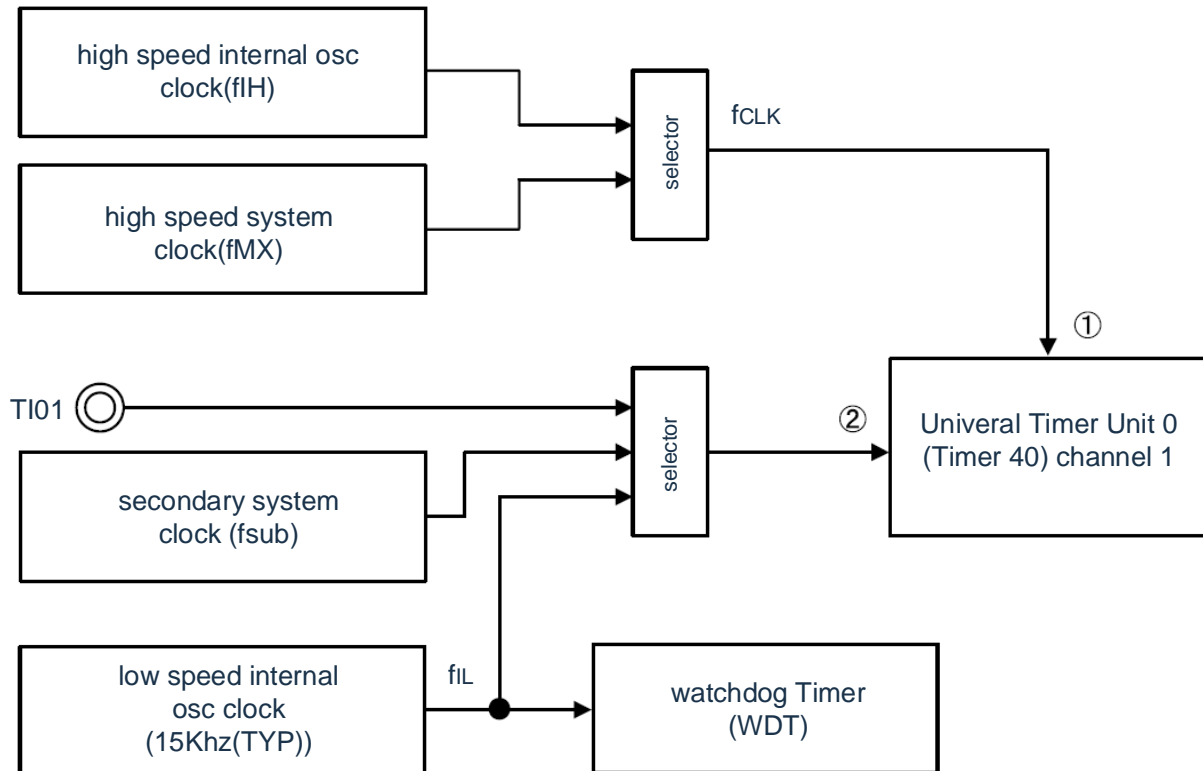 high speed internal osc
clock(fIH)
selector
fCLK
high speed system
clock(fMX)
①
TI01
selector
②
Univeral Timer Unit 0
(Timer 40) channel 1
secondary system
clock (fsub)
low speed internal
osc clock
(15Khz(TYP))
fIL
watchdog Timer
(WDT)